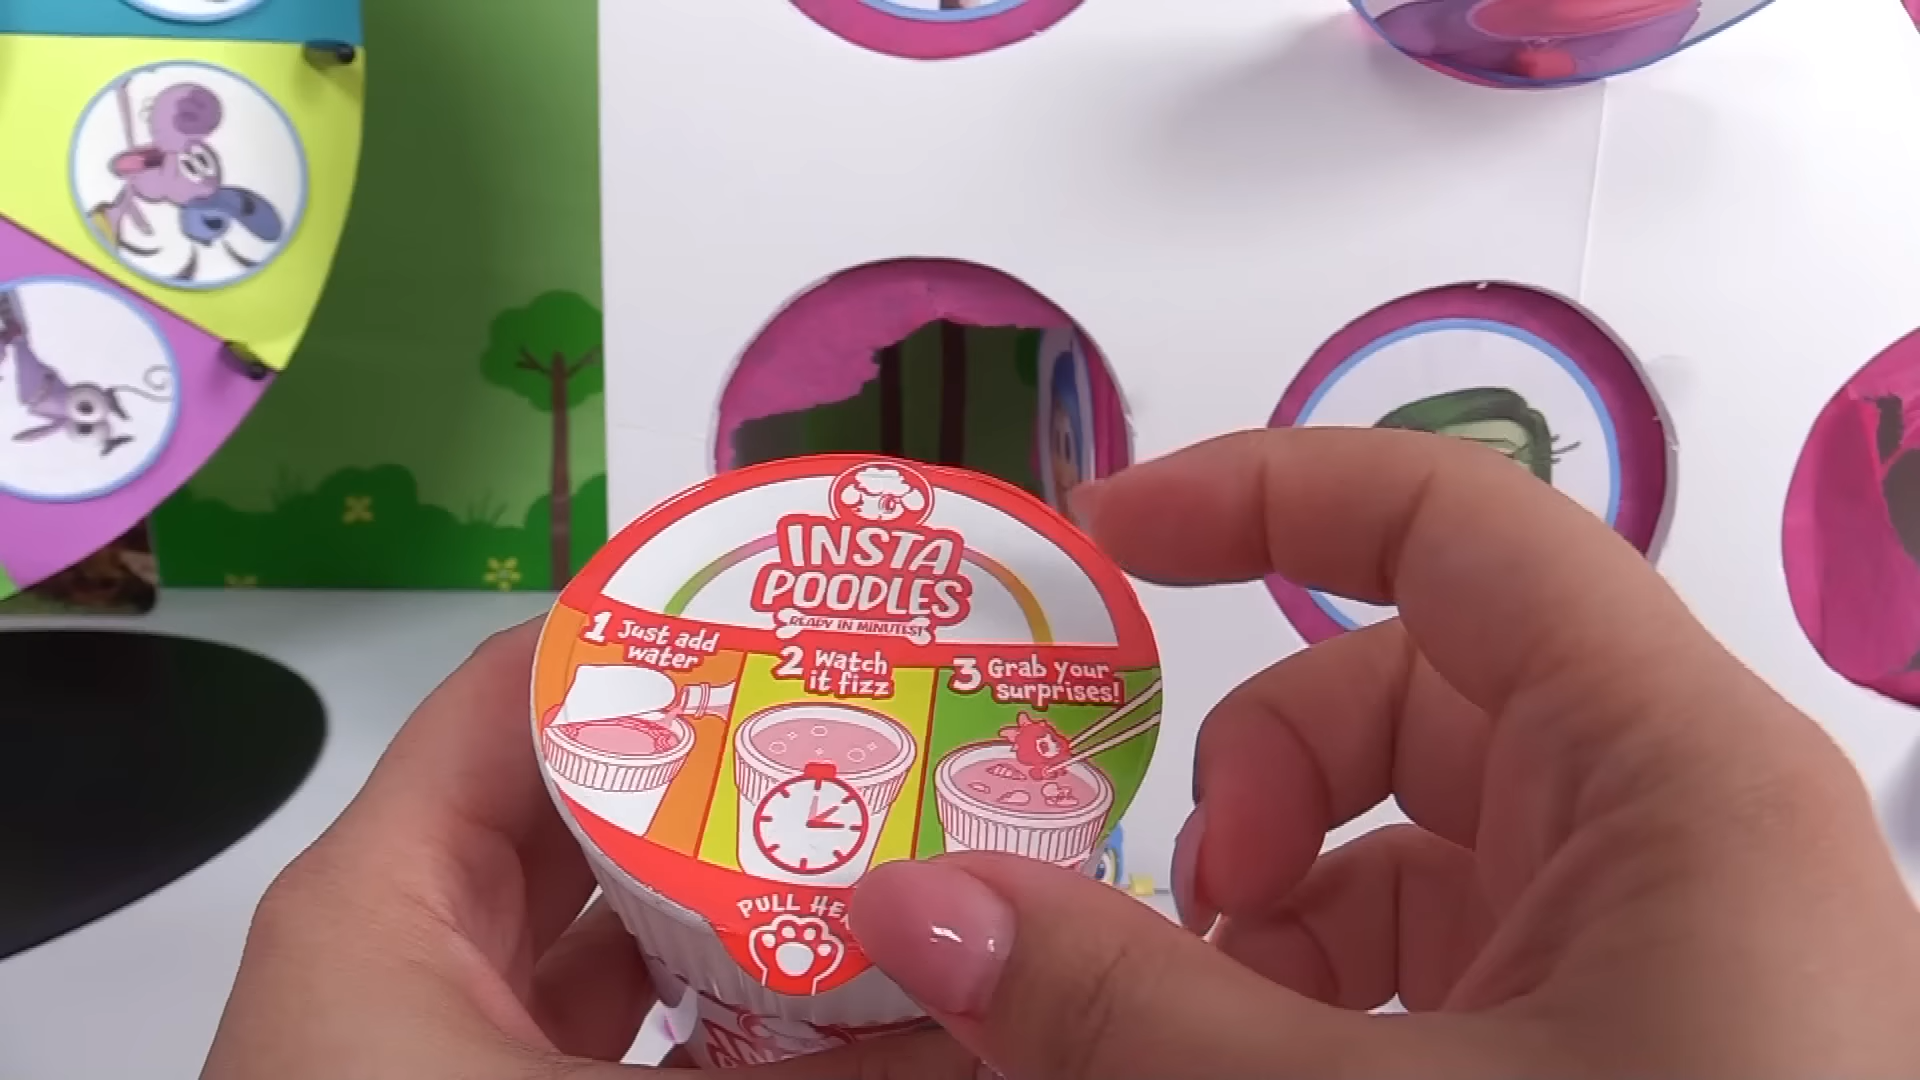 INSTA
POODLES
READY IN MINUTES!
1 Just add
water
2 Watch
it fizz
3 Grab your
surprises!
PULL HE